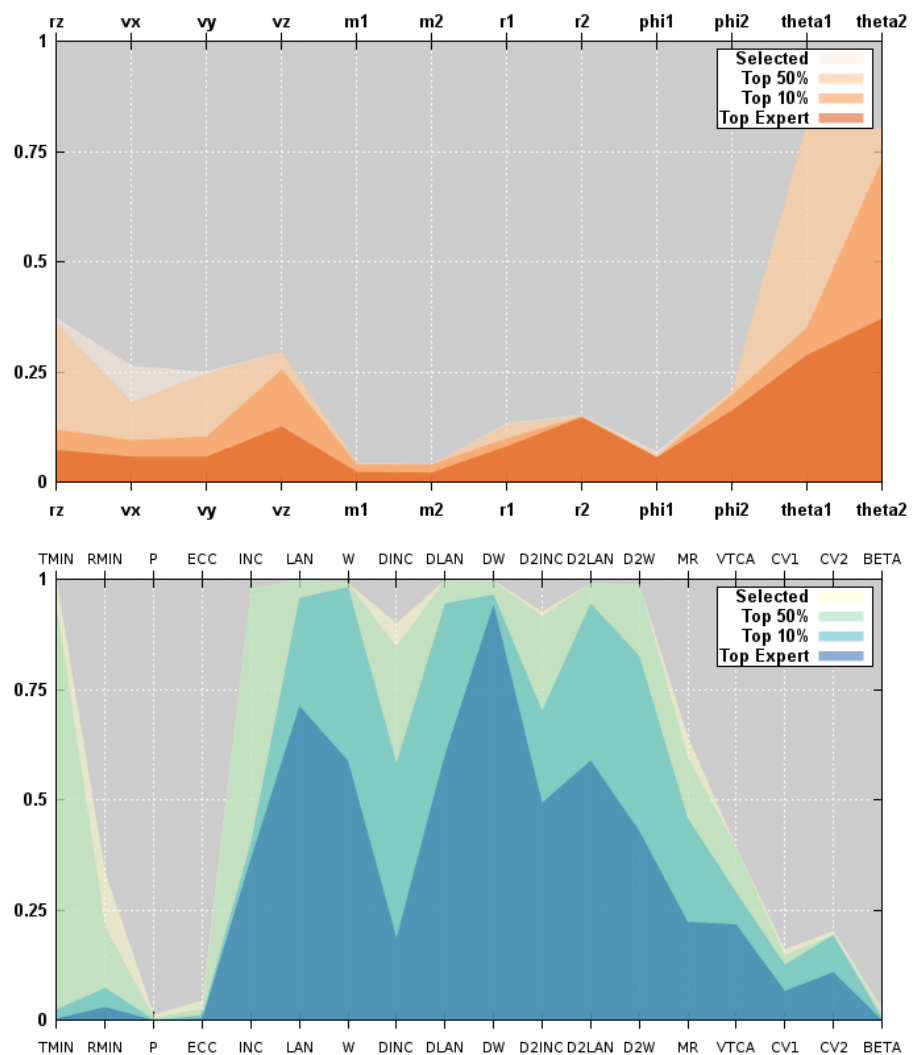 rz vx vy vz m1 m2 r1 r2 phi1 phi2 theta1 theta2
1
Selected
Top 50%
Top 10%
Top Expert
0.75
0.5
0.25
0
rz vx vy vz m1 m2 r1 r2 phi1 phi2 theta1 theta2
TMIN RMIN P ECC INC LAN W DINC DLAN DW D2INC D2LAN D2W MR VTCA CV1 CV2 BETA
1
Selected
Top 50%
Top 10%
Top Expert
0.75
0.5
0.25
0
TMIN RMIN P ECC INC LAN W DINC DLAN DW D2INC D2LAN D2W MR VTCA CV1 CV2 BETA